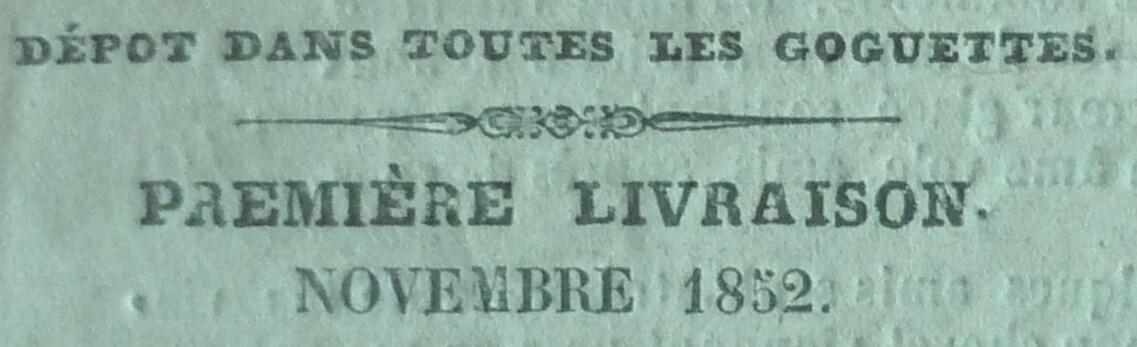 DÉPOT DANS TOUTES LES GOGUETTES.
PREMIÈRE LIVRAISON.
NOVEMBRE 1852.